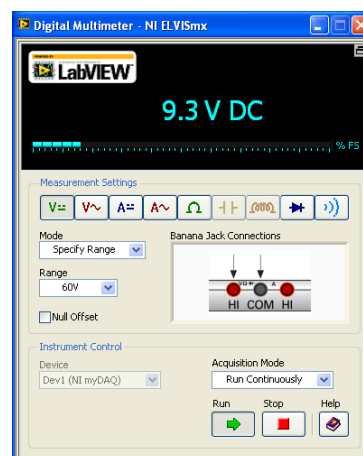 Digital Multimeter - NI ELVISmx
LabVIEW
9.3 V DC
% FS
Measurement Settings
V= V~ A= A~ Ω
Mode
Banana Jack Connections
Specify Range
Range
60V
HI COM HI
Null Offset
Instrument Control
Device
Acquisition Mode
Dev1 (NI myDAQ)
Run Continuously
Run Stop Help